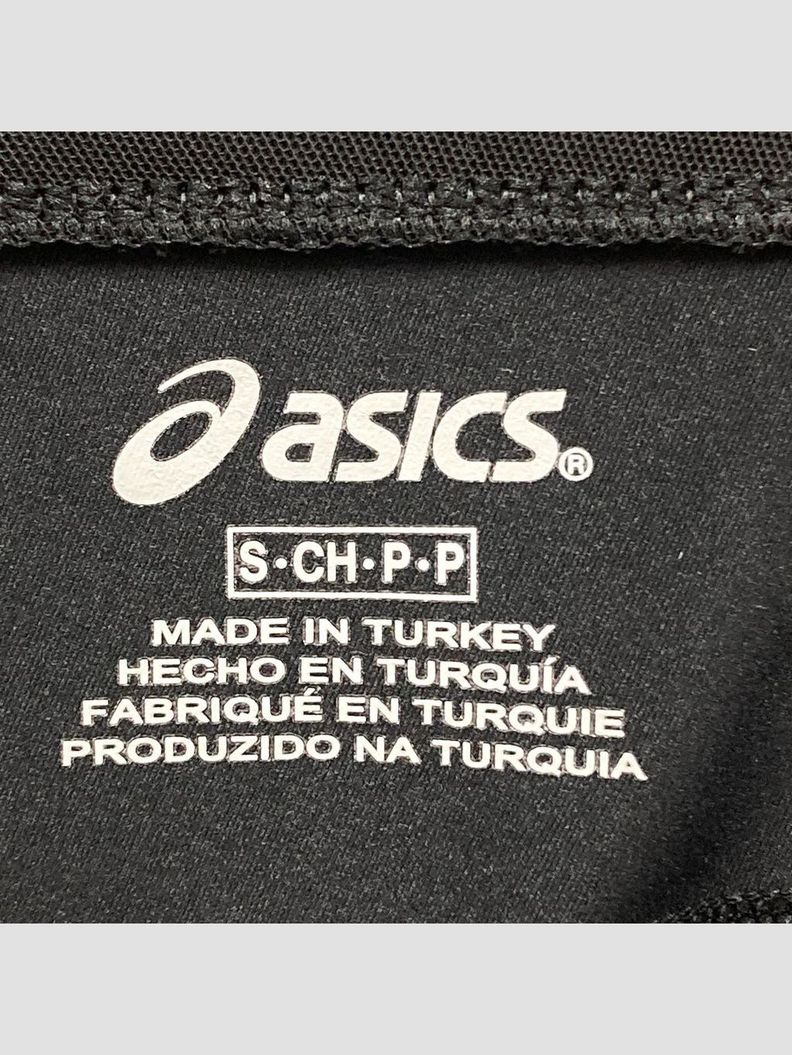 asics®
S·CH·P·P
MADE IN TURKEY
HECHO EN TURQUÍA
FABRIQUÉ EN TURQUIE
PRODUZIDO NA TURQUIA